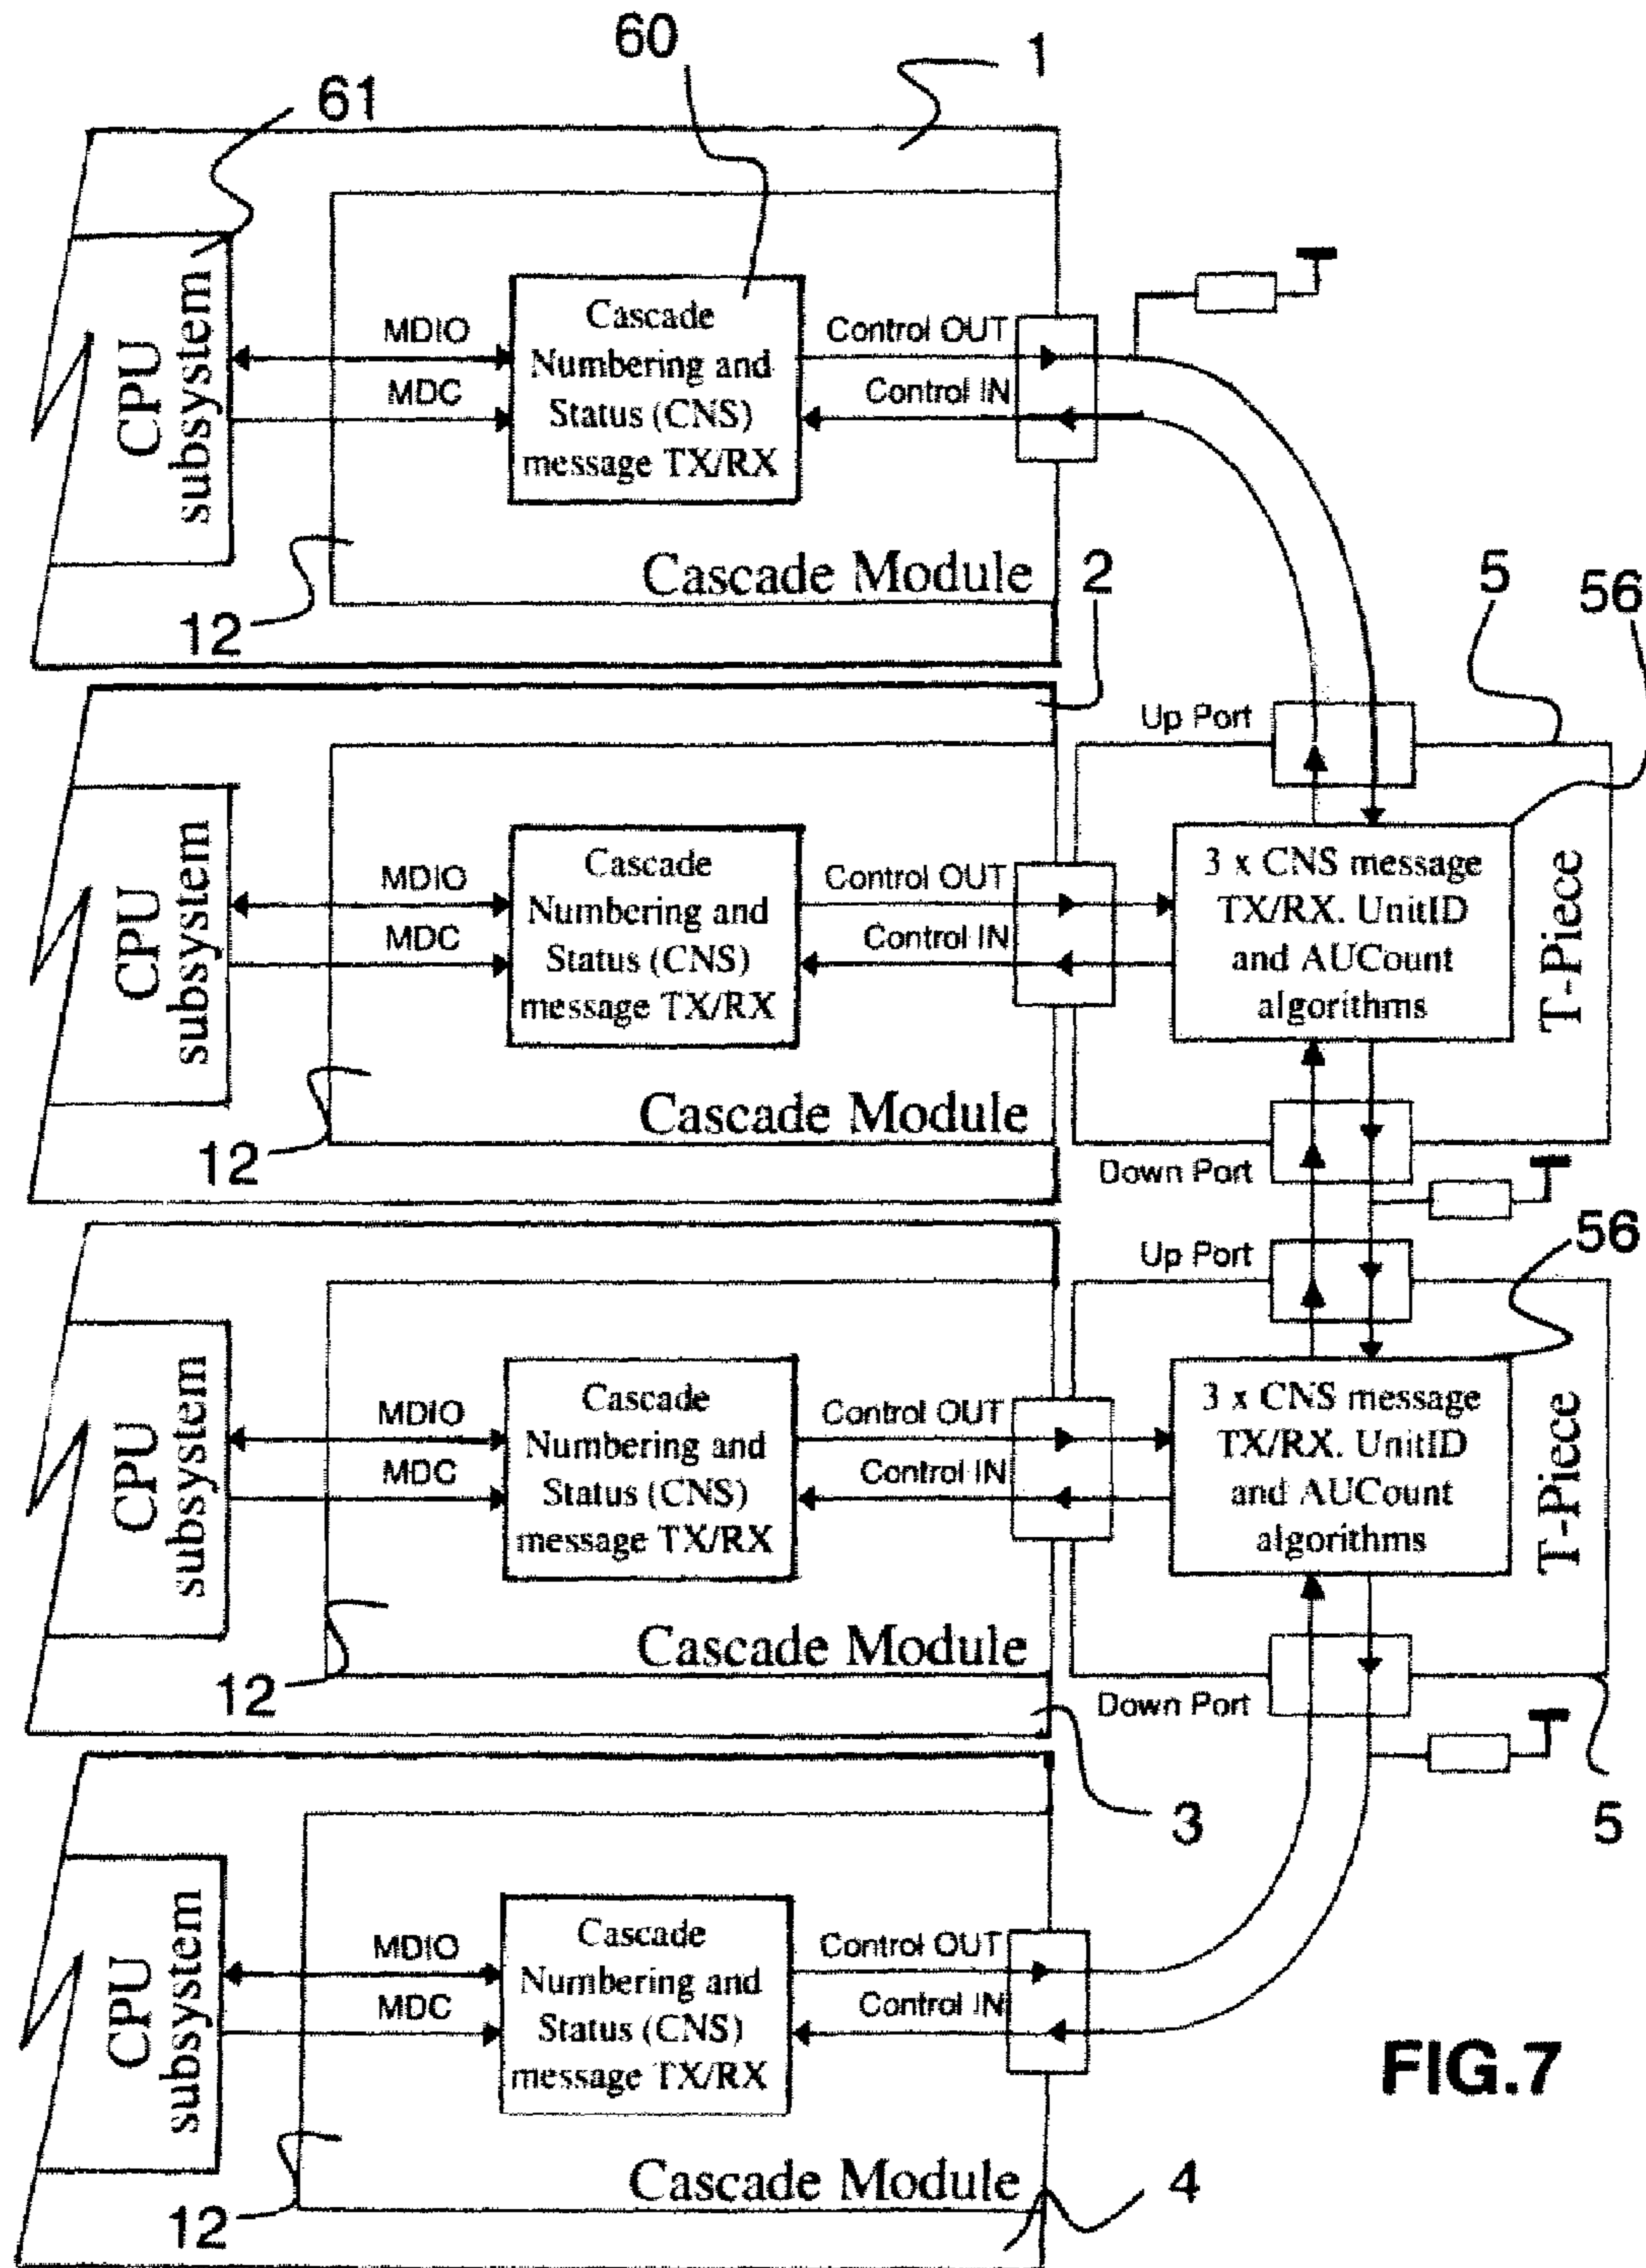 60
1
61
CPU
subsystem
MDIO
MDC
Cascade
Numbering and
Status (CNS)
message TX/RX
Control OUT
Control IN
Cascade Module
12
2
5
56
Up Port
CPU
subsystem
MDIO
MDC
Cascade
Numbering and
Status (CNS)
message TX/RX
Control OUT
Control IN
3 x CNS message
TX/RX. UnitID
and AUCount
algorithms
T-Piece
Cascade Module
12
Down Port
56
Up Port
CPU
subsystem
MDIO
MDC
Cascade
Numbering and
Status (CNS)
message TX/RX
Control OUT
Control IN
3 x CNS message
TX/RX. UnitID
and AUCount
algorithms
T-Piece
Cascade Module
12
Down Port
3
5
CPU
subsystem
MDIO
MDC
Cascade
Numbering and
Status (CNS)
message TX/RX
Control OUT
Control IN
Cascade Module
12
4
FIG.7